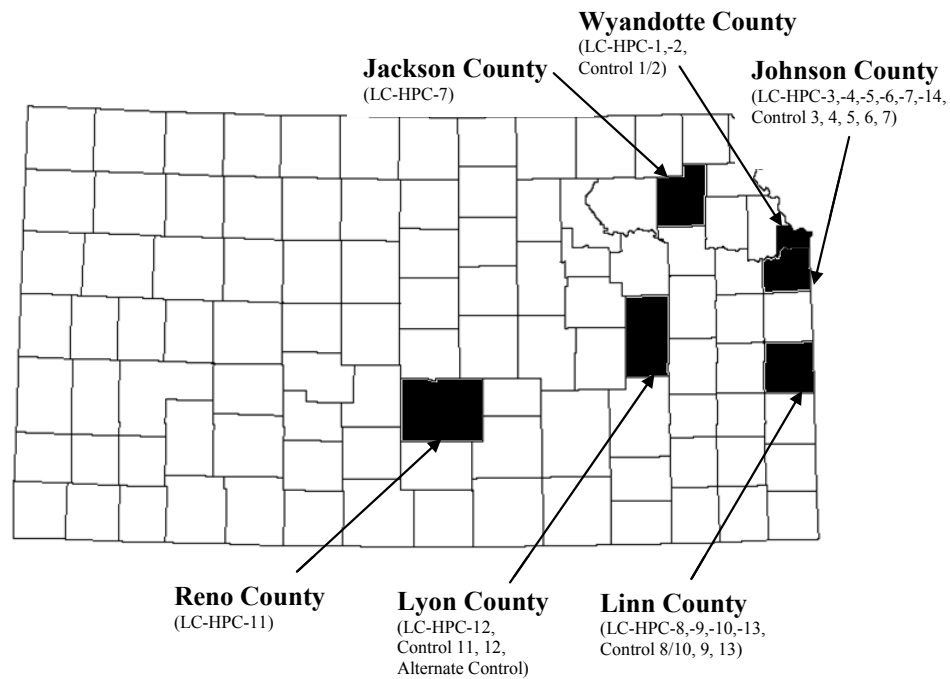 Wyandotte County
(LC-HPC-1,-2,
Control 1/2)
Jackson County
(LC-HPC-7)
Johnson County
(LC-HPC-3,-4,-5,-6,-7,-14,
Control 3, 4, 5, 6, 7)
Reno County
(LC-HPC-11)
Lyon County
(LC-HPC-12,
Control 11, 12,
Alternate Control)
Linn County
(LC-HPC-8,-9,-10,-13,
Control 8/10, 9, 13)